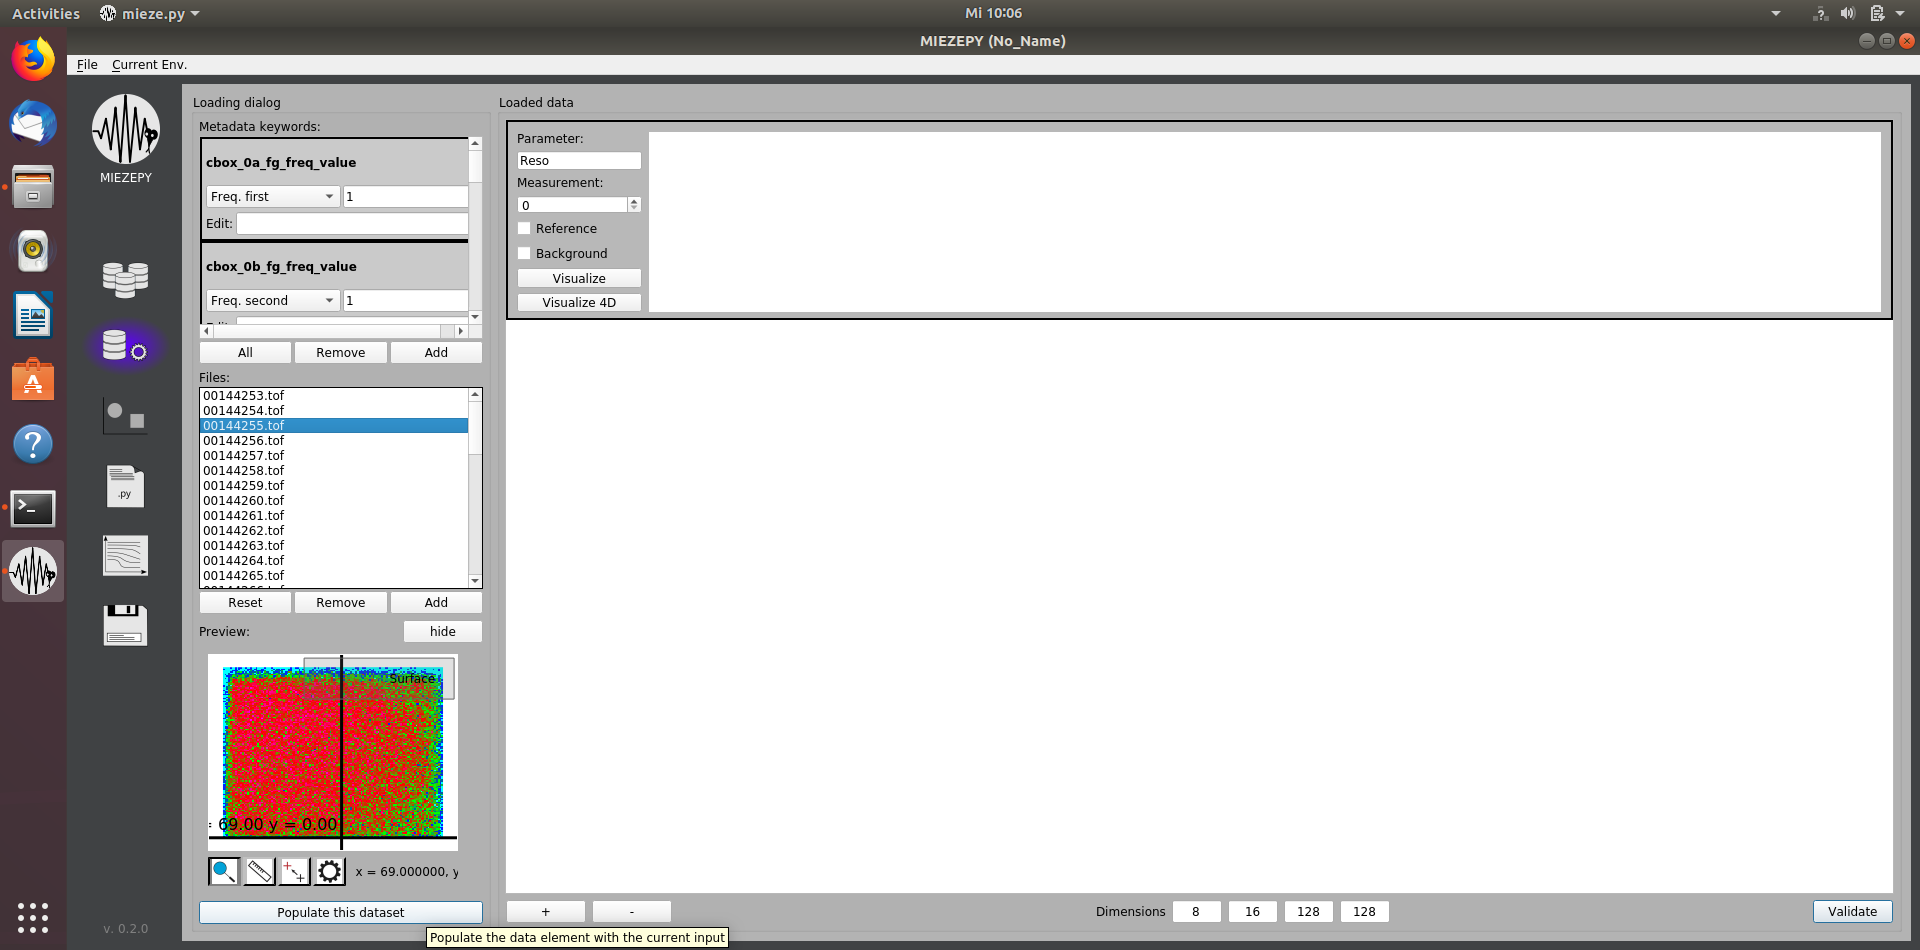 Activities
mieze.py
Mi 10:06
MIEZEPY (No_Name)
File
Current Env.
MIEZEPY
v. 0.2.0
.py
Loading dialog
Metadata keywords:
cbox_0a_fg_freq_value
Freq. first
1
Edit:
cbox_0b_fg_freq_value
Freq. second
1
All
Remove
Add
Files:
00144253.tof
00144254.tof
00144255.tof
00144256.tof
00144257.tof
00144258.tof
00144259.tof
00144260.tof
00144261.tof
00144262.tof
00144263.tof
00144264.tof
00144265.tof
Reset
Remove
Add
Preview:
hide
Surface
= 69.00 y = 0.00
x = 69.000000, y
Populate this dataset
Populate the data element with the current input
Loaded data
Parameter:
Reso
Measurement:
0
Reference
Background
Visualize
Visualize 4D
+
-
Dimensions
8
16
128
128
Validate